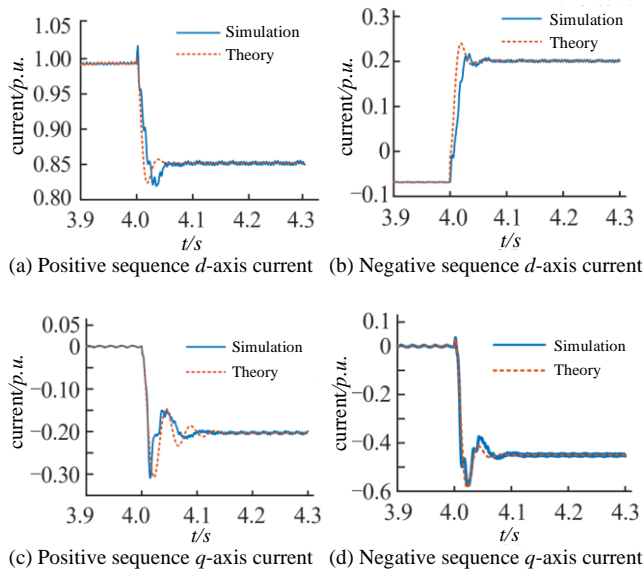 1.05
1.00
0.95
0.90
0.85
0.80
current/p.u.
Simulation
Theory
3.9 4.0 4.1 4.2 4.3
t/s
(a) Positive sequence d-axis current
0.3
0.2
0.1
0
−0.1
current/p.u.
Simulation
Theory
3.9 4.0 4.1 4.2 4.3
t/s
(b) Negative sequence d-axis current
0.05
0
−0.10
−0.20
−0.30
current/p.u.
Simulation
Theory
3.9 4.0 4.1 4.2 4.3
t/s
(c) Positive sequence q-axis current
0.1
0
−0.2
−0.4
−0.6
current/p.u.
Simulation
Theory
3.9 4.0 4.1 4.2 4.3
t/s
(d) Negative sequence q-axis current